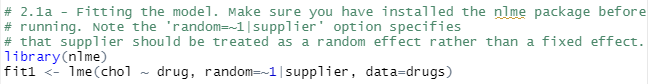 # 2.1a - Fitting the model. Make sure you have installed the nlme package before
# running. Note the 'random=~1|supplier' option specifies
# that supplier should be treated as a random effect rather than a fixed effect.
library(nlme)
fit1 <- lme(chol ~ drug, random=~1|supplier, data=drugs)